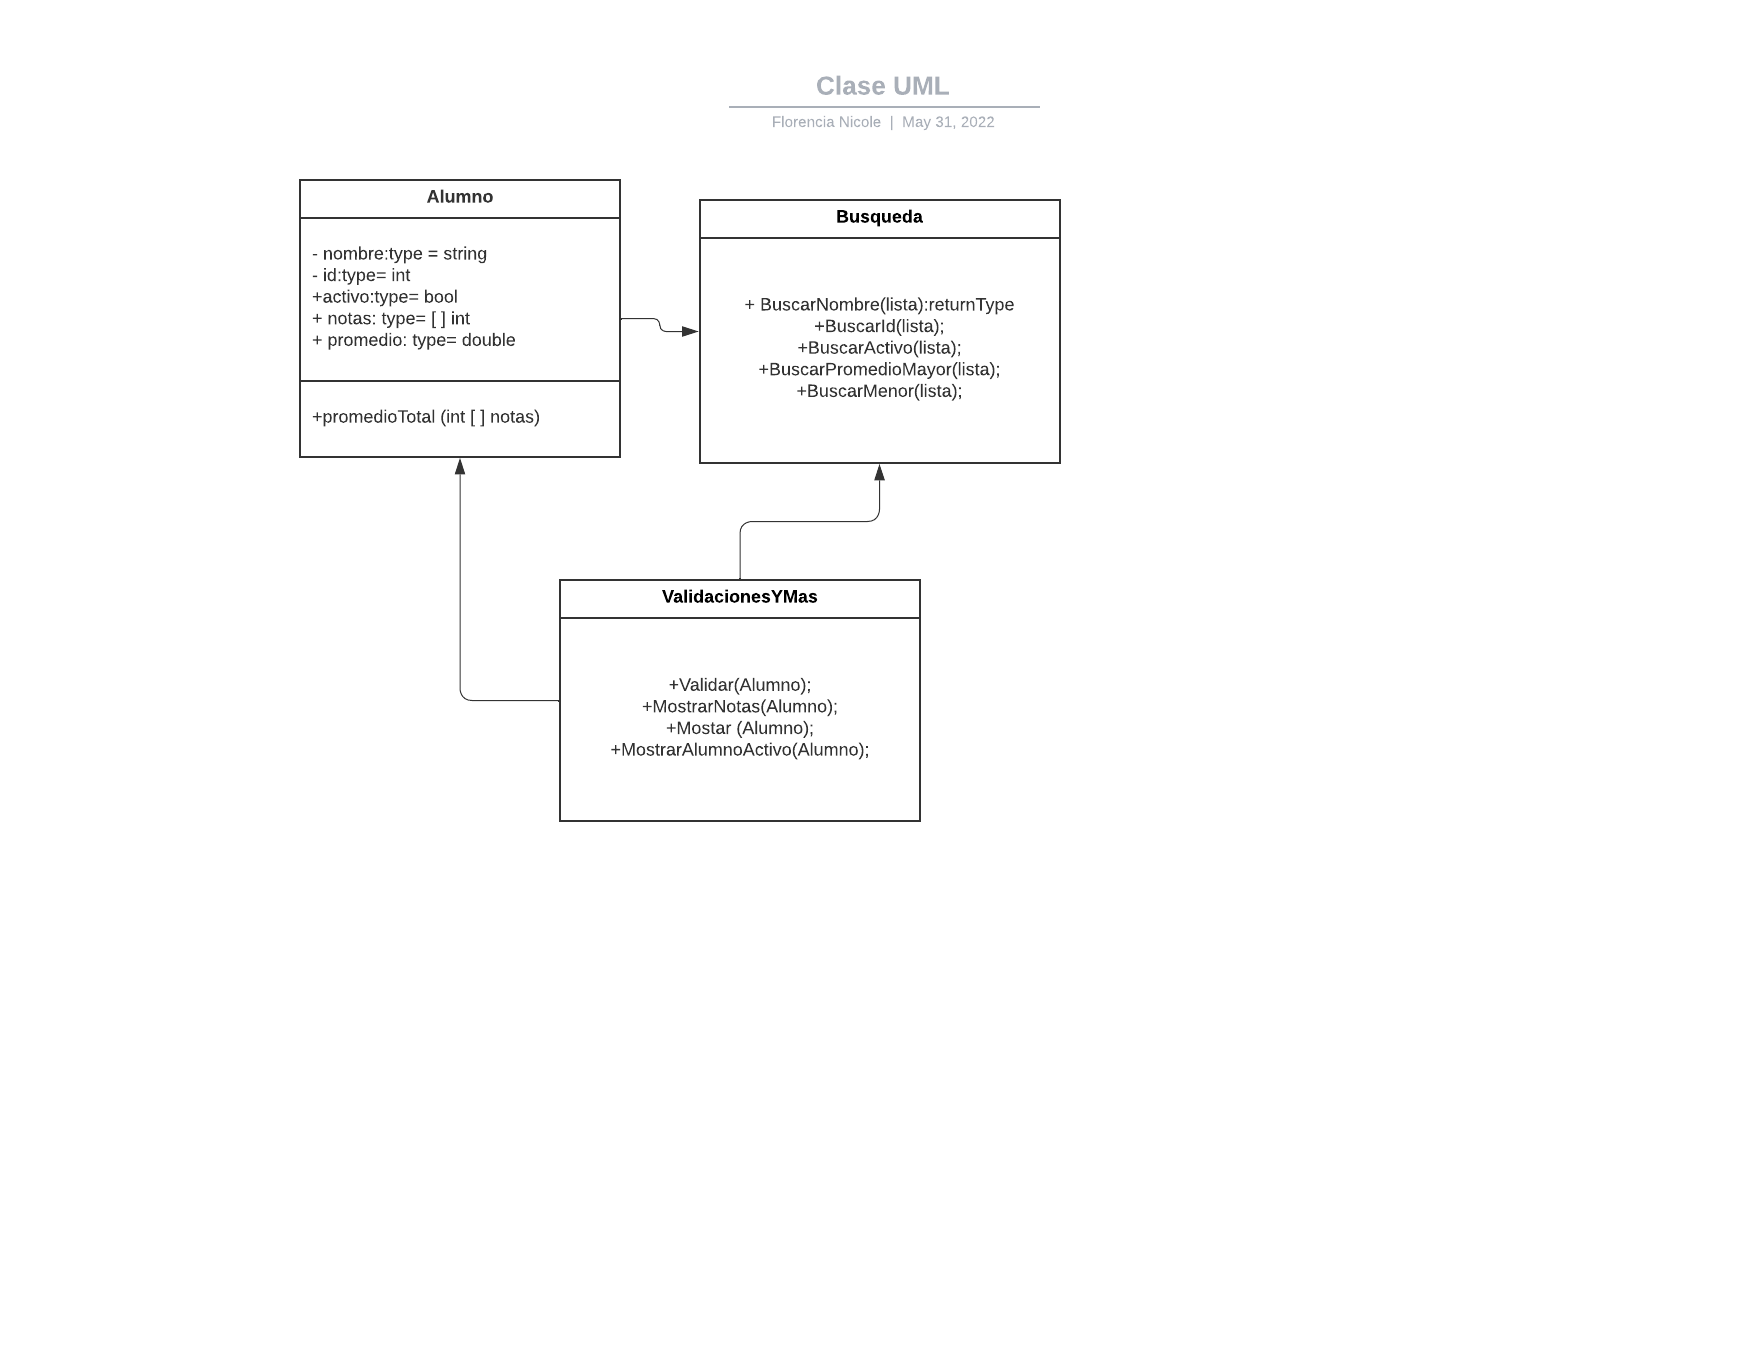 Clase UML
Florencia Nicole | May 31, 2022
Alumno
- nombre:type = string
- id:type= int
+activo:type= bool
+ notas: type= [ ] int
+ promedio: type= double
+promedioTotal (int [ ] notas)
Busqueda
+ BuscarNombre(lista):returnType
+BuscarId(lista);
+BuscarActivo(lista);
+BuscarPromedioMayor(lista);
+BuscarMenor(lista);
ValidacionesYMas
+Validar(Alumno);
+MostrarNotas(Alumno);
+Mostar (Alumno);
+MostrarAlumnoActivo(Alumno);